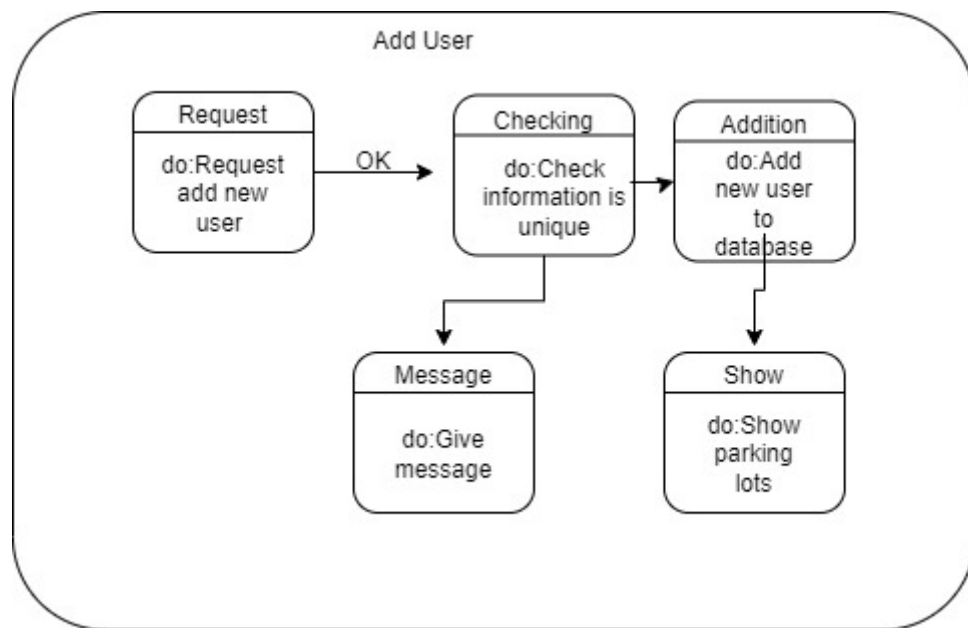 Add User
Request
do:Request
add new
user
OK
Checking
do:Check
information is
unique
Addition
do:Add
new user
to
database
Message
do:Give
message
Show
do:Show
parking
lots